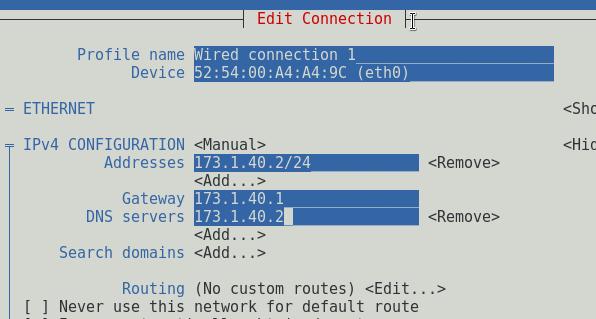 Edit Connection
Profile name Wired connection 1
Device 52:54:00:A4:A4:9C (eth0)
= ETHERNET <Sho
IPv4 CONFIGURATION <Manual> <Hid
Addresses 173.1.40.2/24 <Remove>
<Add...>
Gateway 173.1.40.1
DNS servers 173.1.40.2 <Remove>
<Add...>
Search domains <Add...>
Routing (No custom routes) <Edit...>
[ ] Never use this network for default route